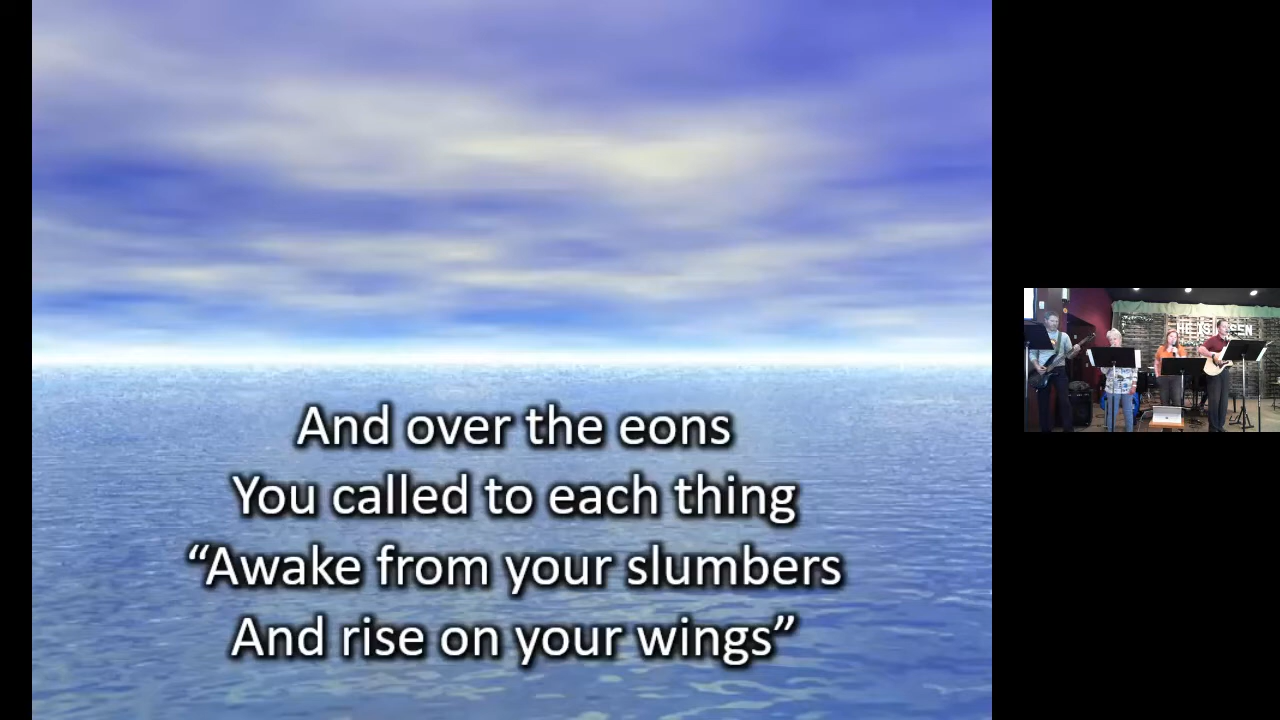 And over the eons
You called to each thing
“Awake from your slumbers
And rise on your wings”